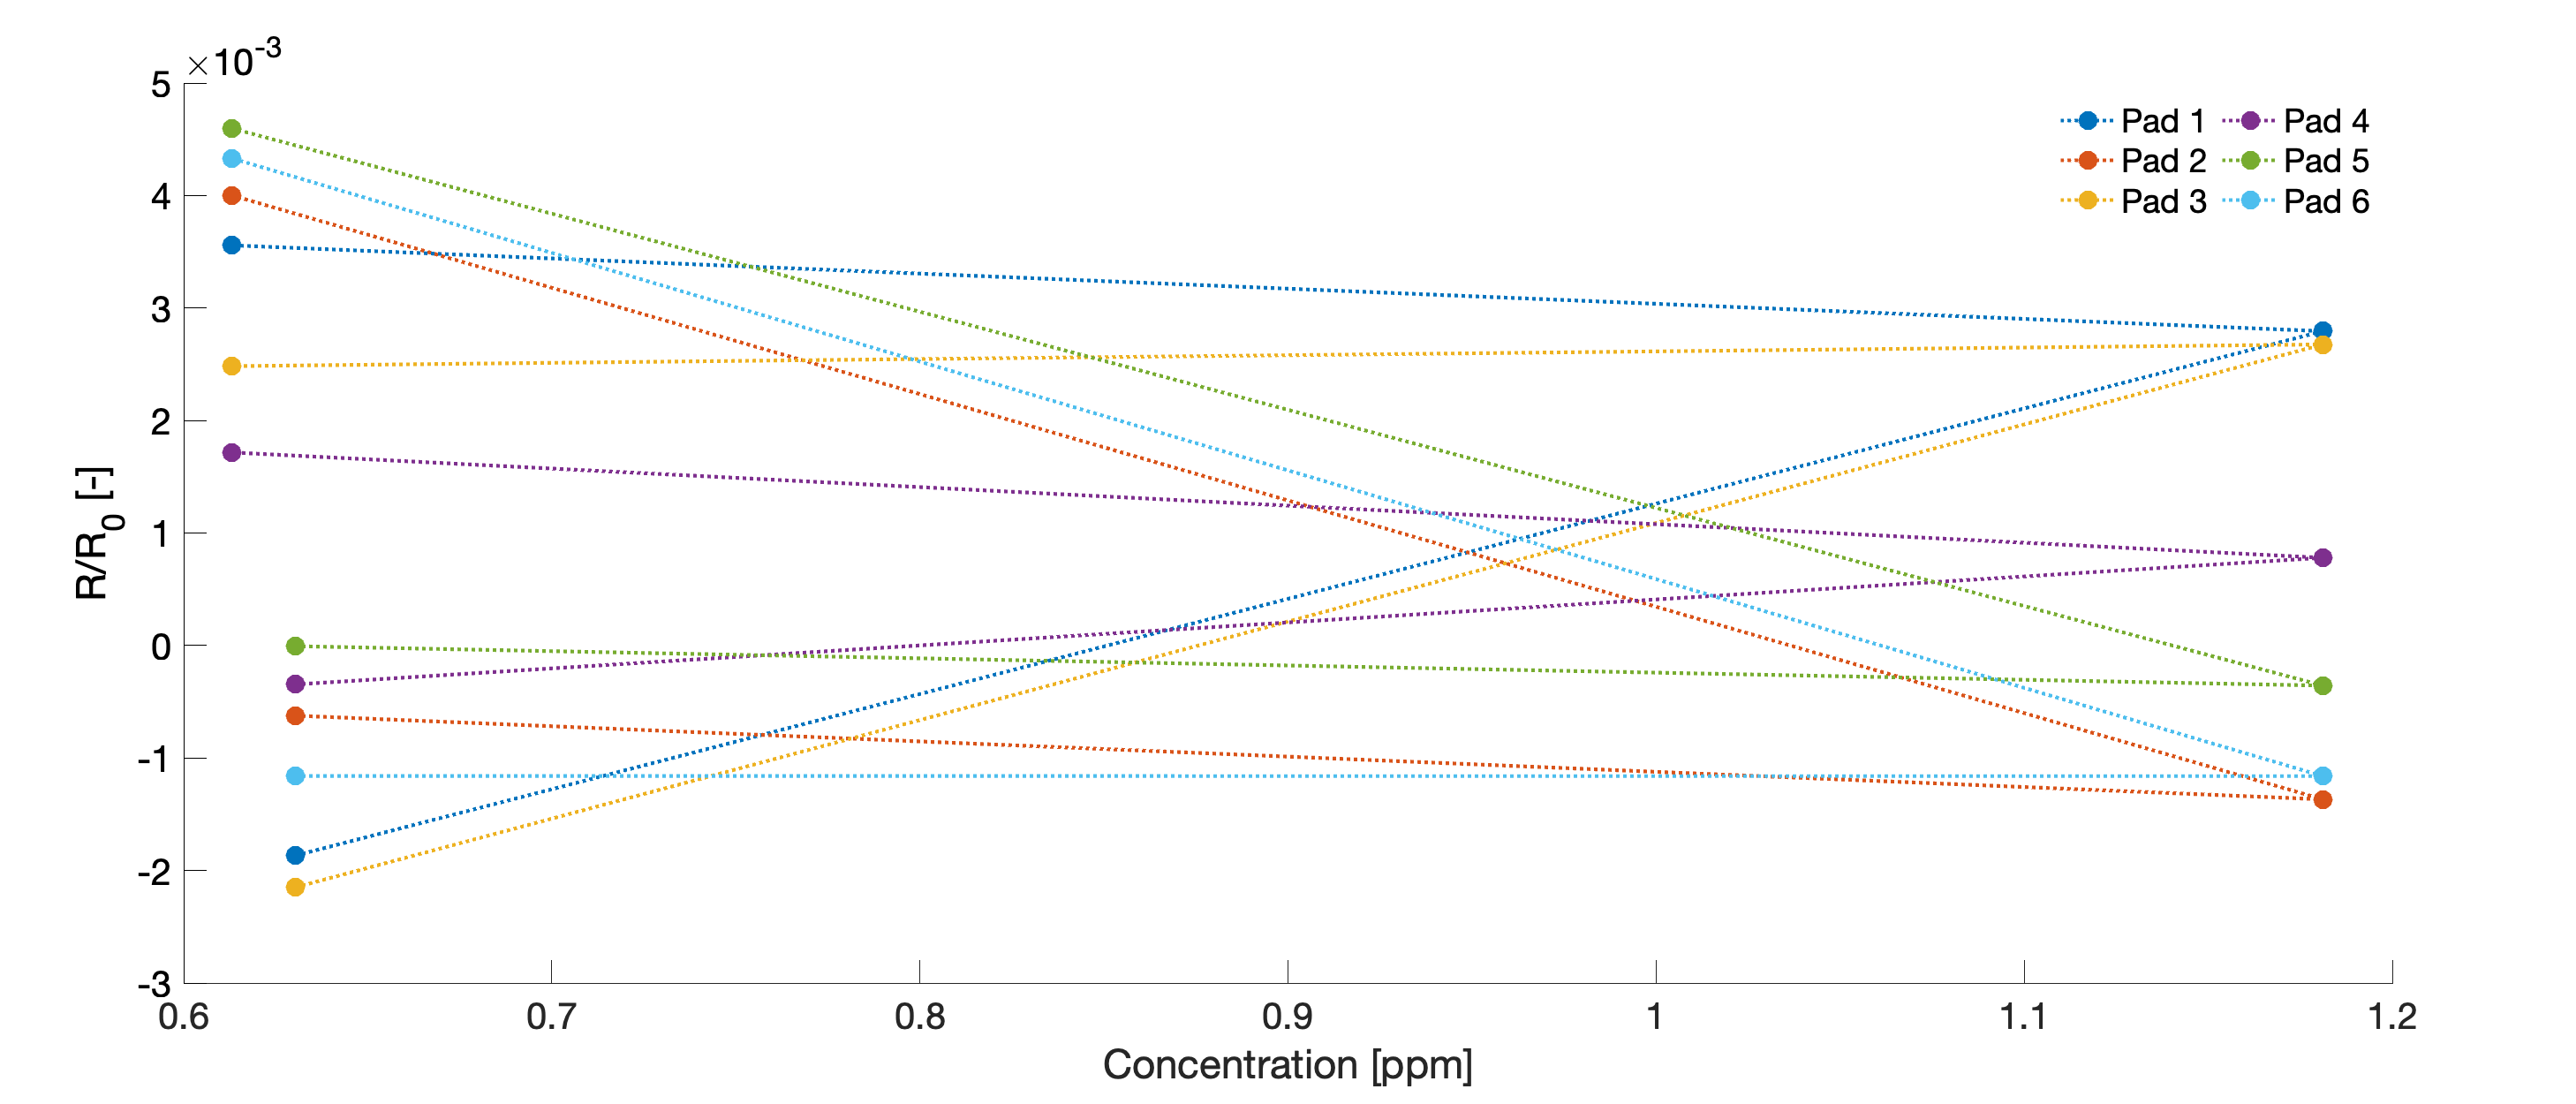 ×10⁻³
5
4
3
2
1
0
-1
-2
-3
R/R₀ [-]
0.6 0.7 0.8 0.9 1 1.1 1.2
Concentration [ppm]
Pad 1 Pad 4
Pad 2 Pad 5
Pad 3 Pad 6